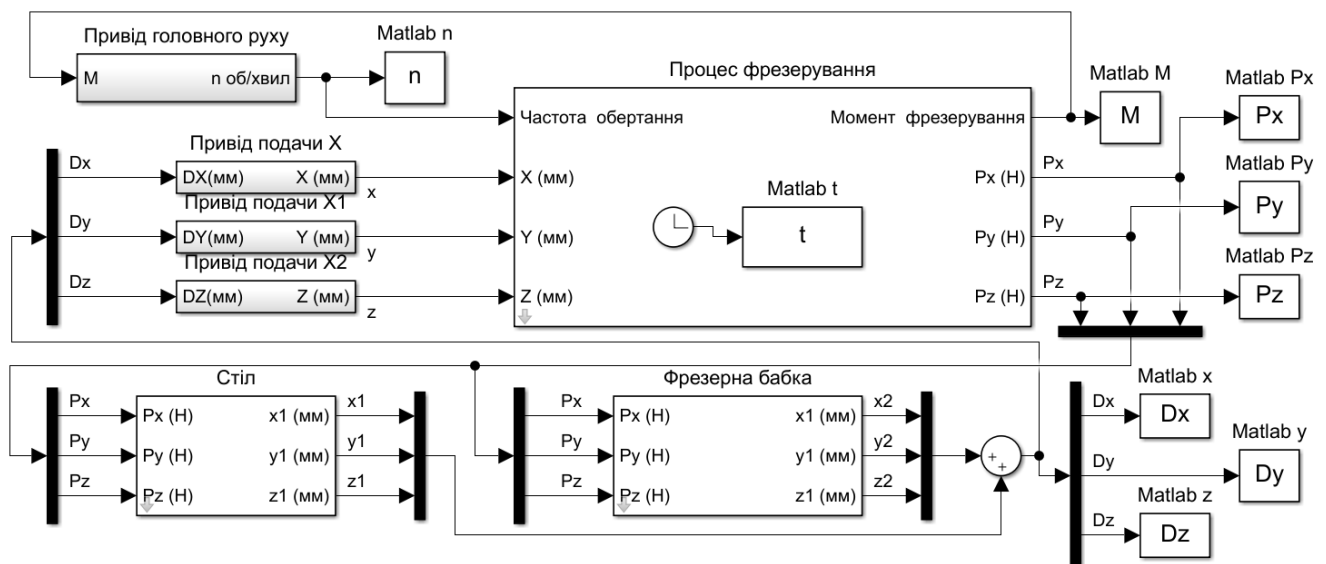 Привід головного руху
M
n об/хвил
Matlab n
n
Процес фрезерування
Частота обертання
Момент фрезерування
X (мм)
Y (мм)
Z (мм)
Px (Н)
Py (Н)
Pz (Н)
Matlab t
t
Matlab M
M
Matlab Px
Px
Matlab Py
Py
Matlab Pz
Pz
Px
Py
Pz
Dx
Dy
Dz
Привід подачи X
DX(мм)
X (мм)
x
Привід подачи X1
DY(мм)
Y (мм)
y
Привід подачи X2
DZ(мм)
Z (мм)
z
Стіл
Px
Py
Pz
Px (Н)
Py (Н)
Pz (Н)
x1 (мм)
y1 (мм)
z1 (мм)
x1
y1
z1
Фрезерна бабка
Px
Py
Pz
Px (Н)
Py (Н)
Pz (Н)
x1 (мм)
y1 (мм)
z1 (мм)
x2
y2
z2
+
+
Dx
Dy
Dz
Matlab x
Dx
Matlab y
Dy
Matlab z
Dz